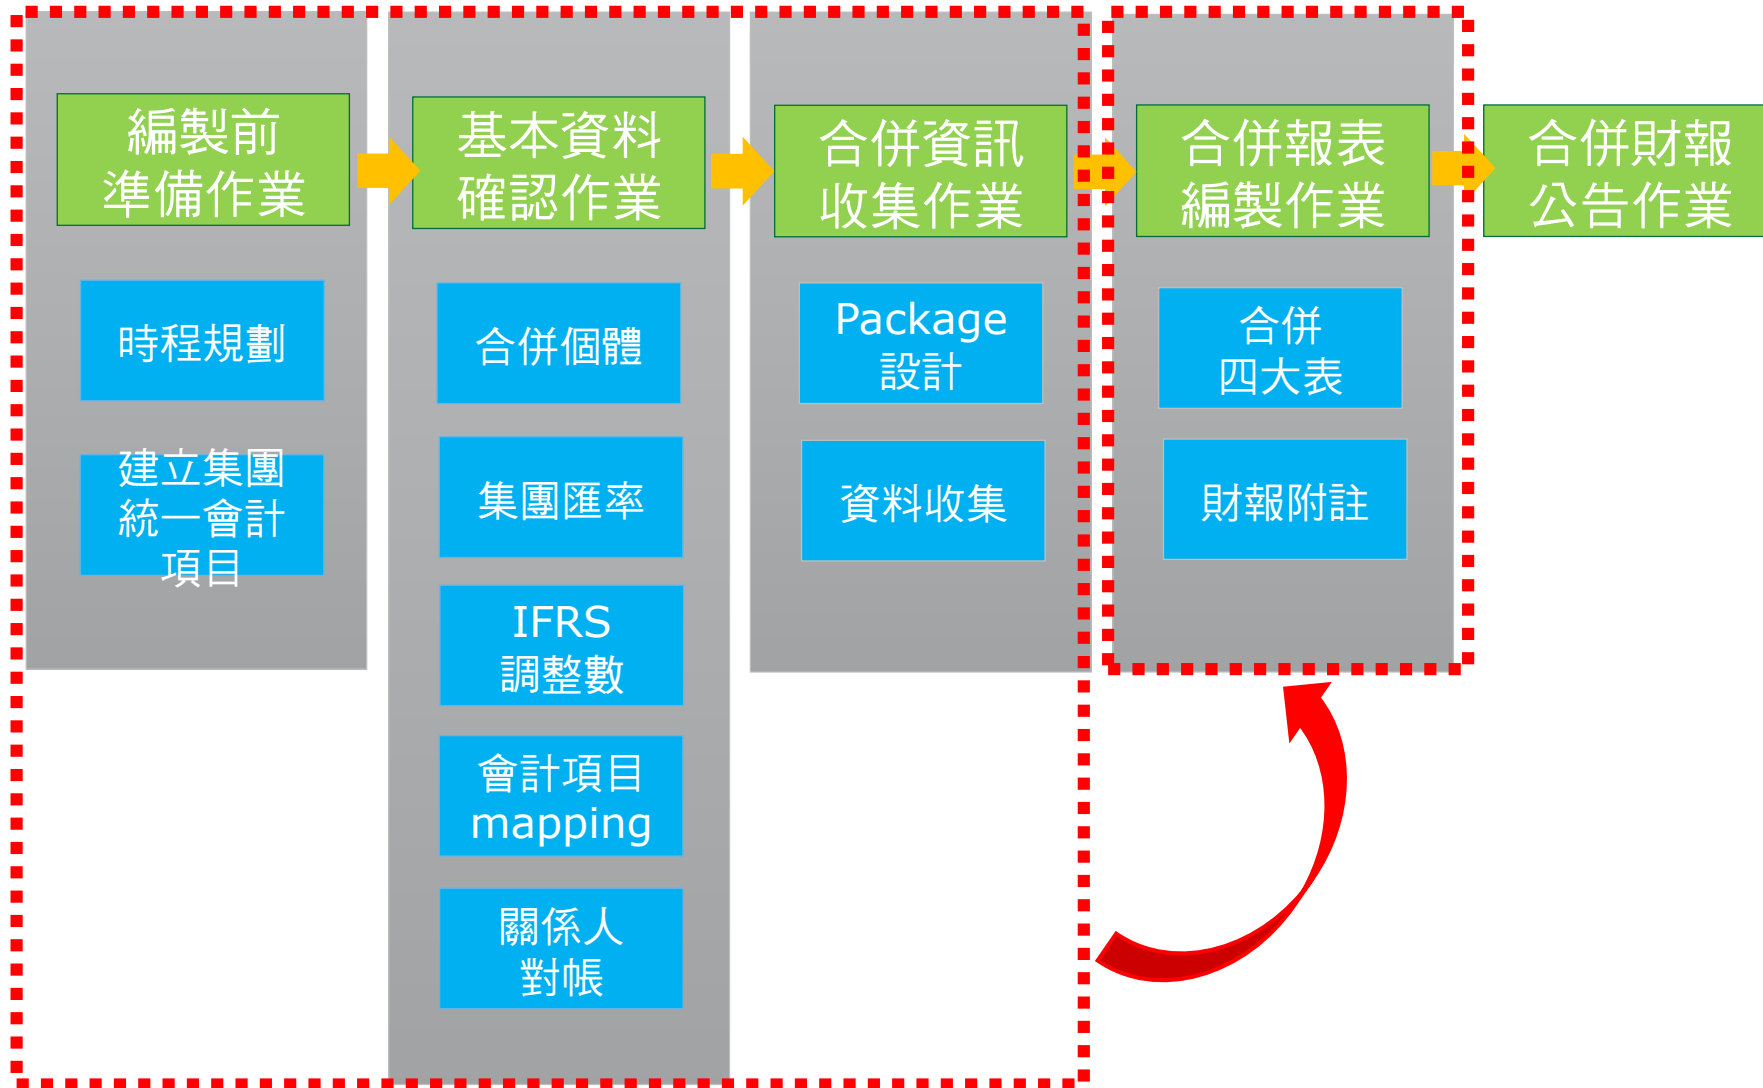 編製前
準備作業
時程規劃
建立集團
統一會計
項目
基本資料
確認作業
合併個體
集團匯率
IFRS
調整數
會計項目
mapping
關係人
對帳
合併資訊
收集作業
Package
設計
資料收集
合併報表
編製作業
合併
四大表
財報附註
合併財報
公告作業